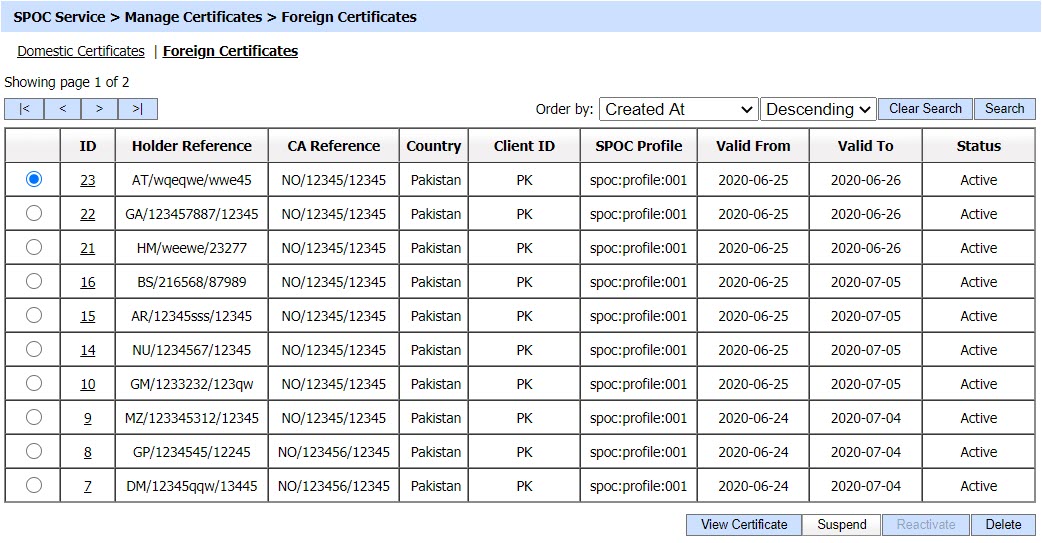 SPOC Service > Manage Certificates > Foreign Certificates
Domestic Certificates | Foreign Certificates
Showing page 1 of 2
|< < > >| Order by: Created At Descending Clear Search Search
ID Holder Reference CA Reference Country Client ID SPOC Profile Valid From Valid To Status
23 AT/wqeqwe/wwe45 NO/12345/12345 Pakistan PK spoc:profile:001 2020-06-25 2020-06-26 Active
22 GA/123457887/12345 NO/12345/12345 Pakistan PK spoc:profile:001 2020-06-25 2020-06-26 Active
21 HM/weewe/23277 NO/12345/12345 Pakistan PK spoc:profile:001 2020-06-25 2020-06-26 Active
16 BS/216568/87989 NO/12345/12345 Pakistan PK spoc:profile:001 2020-06-25 2020-07-05 Active
15 AR/12345sss/12345 NO/12345/12345 Pakistan PK spoc:profile:001 2020-06-25 2020-07-05 Active
14 NU/1234567/12345 NO/12345/12345 Pakistan PK spoc:profile:001 2020-06-25 2020-07-05 Active
10 GM/1233232/123qw NO/12345/12345 Pakistan PK spoc:profile:001 2020-06-25 2020-07-05 Active
9 MZ/123345312/12345 NO/12345/12345 Pakistan PK spoc:profile:001 2020-06-24 2020-07-04 Active
8 GP/1234545/12245 NO/123456/12345 Pakistan PK spoc:profile:001 2020-06-24 2020-07-04 Active
7 DM/12345qqw/13445 NO/123456/12345 Pakistan PK spoc:profile:001 2020-06-24 2020-07-04 Active
View Certificate Suspend Reactivate Delete